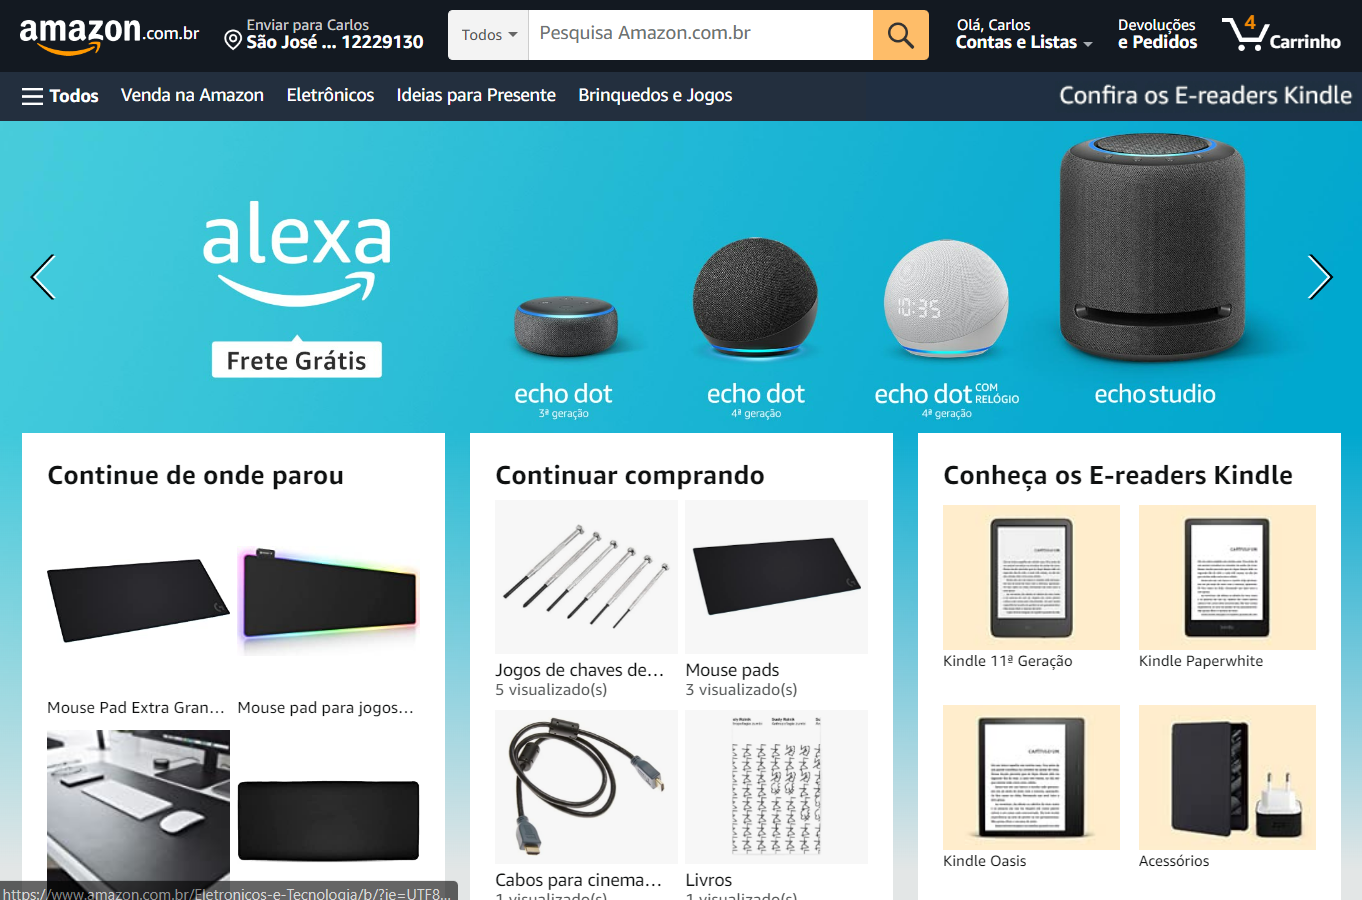 amazon.com.br
Enviar para Carlos
São José ... 12229130
Todos
Pesquisa Amazon.com.br
Olá, Carlos
Contas e Listas
Devoluções
e Pedidos
4
Carrinho
Todos
Venda na Amazon
Eletrônicos
Ideias para Presente
Brinquedos e Jogos
Confira os E-readers Kindle
alexa
Frete Grátis
10:35
echo dot
3ª geração
echo dot
4ª geração
echo dot COM RELÓGIO
4ª geração
echo studio
Continue de onde parou
Mouse Pad Extra Gran...
Mouse pad para jogos...
Continuar comprando
Jogos de chaves de...
5 visualizado(s)
Mouse pads
3 visualizado(s)
Cabos para cinema...
1 visualizado(s)
Livros
1 visualizado(s)
Conheça os E-readers Kindle
Kindle 11ª Geração
Kindle Paperwhite
Kindle Oasis
Acessórios
https://www.amazon.com.br/Eletronicos-e-Tecnologia/b/?ie=UTF8...